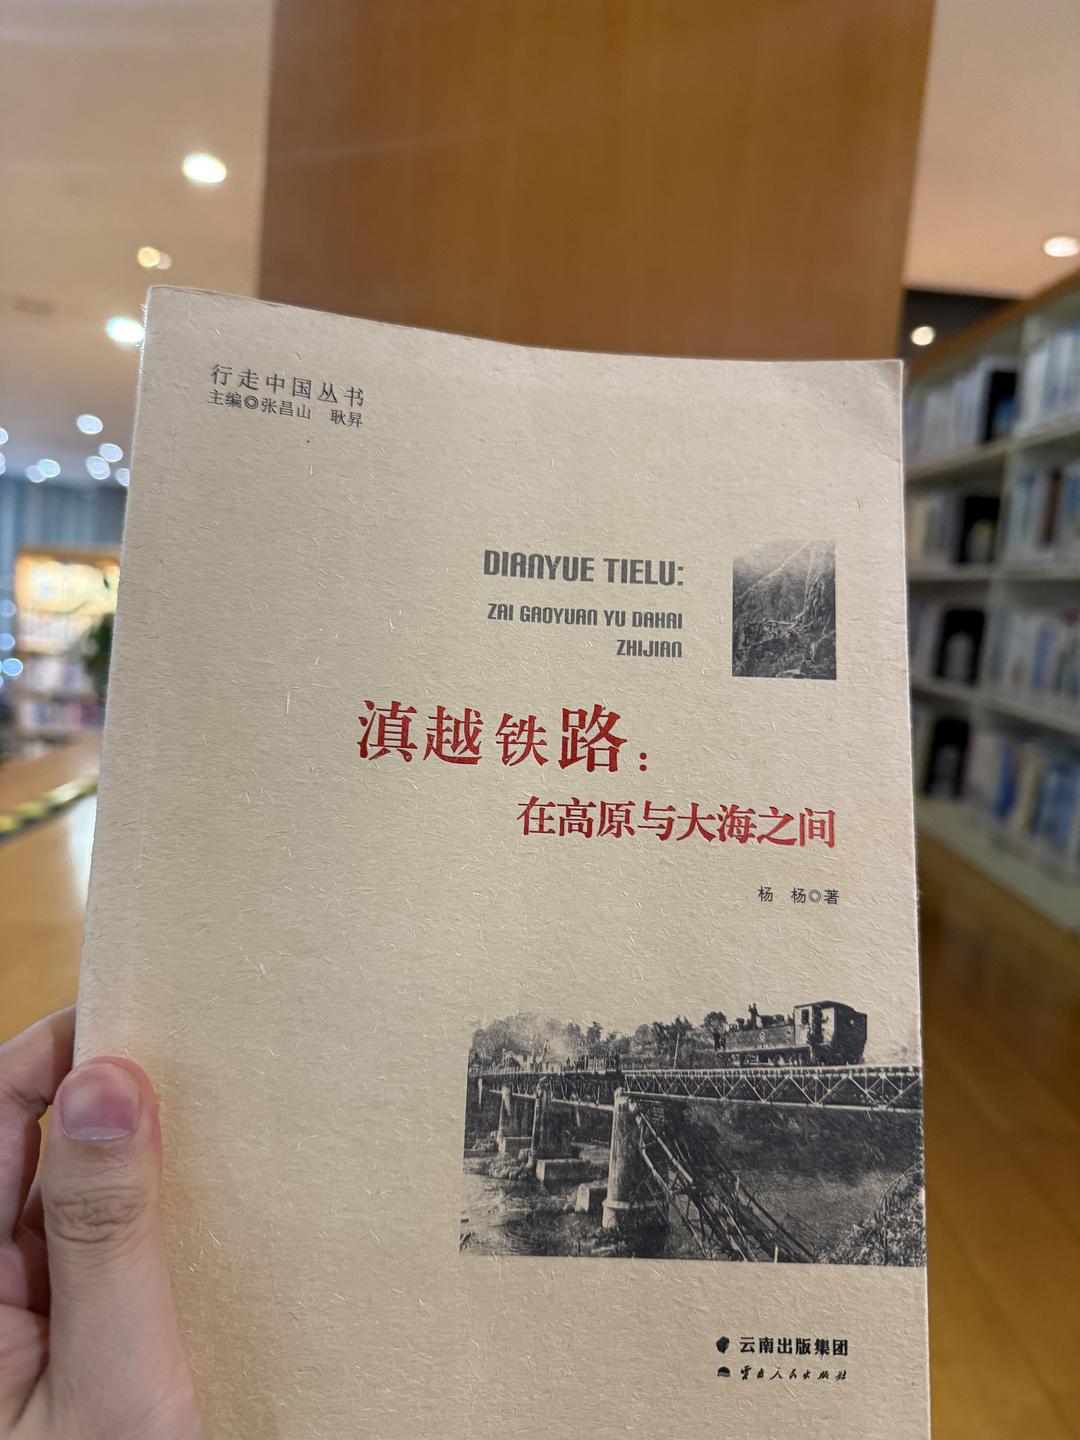 行走中国丛书
主编◎张昌山 耿昇
DIANYUE TIELU:
ZAI GAOYUAN YU DAHAI
ZHIJIAN
滇越铁路：
在高原与大海之间
杨 杨◎著
云南出版集团
云南人民出版社